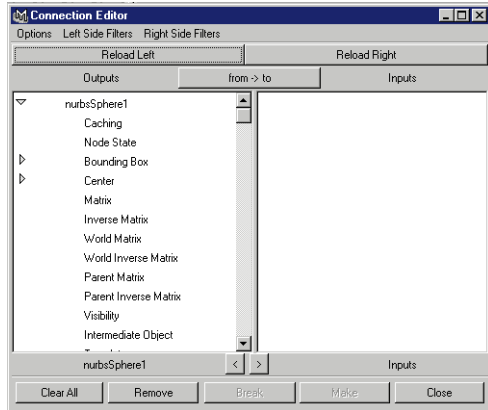 Connection Editor
Options Left Side Filters Right Side Filters
Reload Left Reload Right
Outputs from -> to Inputs
nurbsSphere1
Caching
Node State
Bounding Box
Center
Matrix
Inverse Matrix
World Matrix
World Inverse Matrix
Parent Matrix
Parent Inverse Matrix
Visibility
Intermediate Object
nurbsSphere1 < > Inputs
Clear All Remove Break Make Close